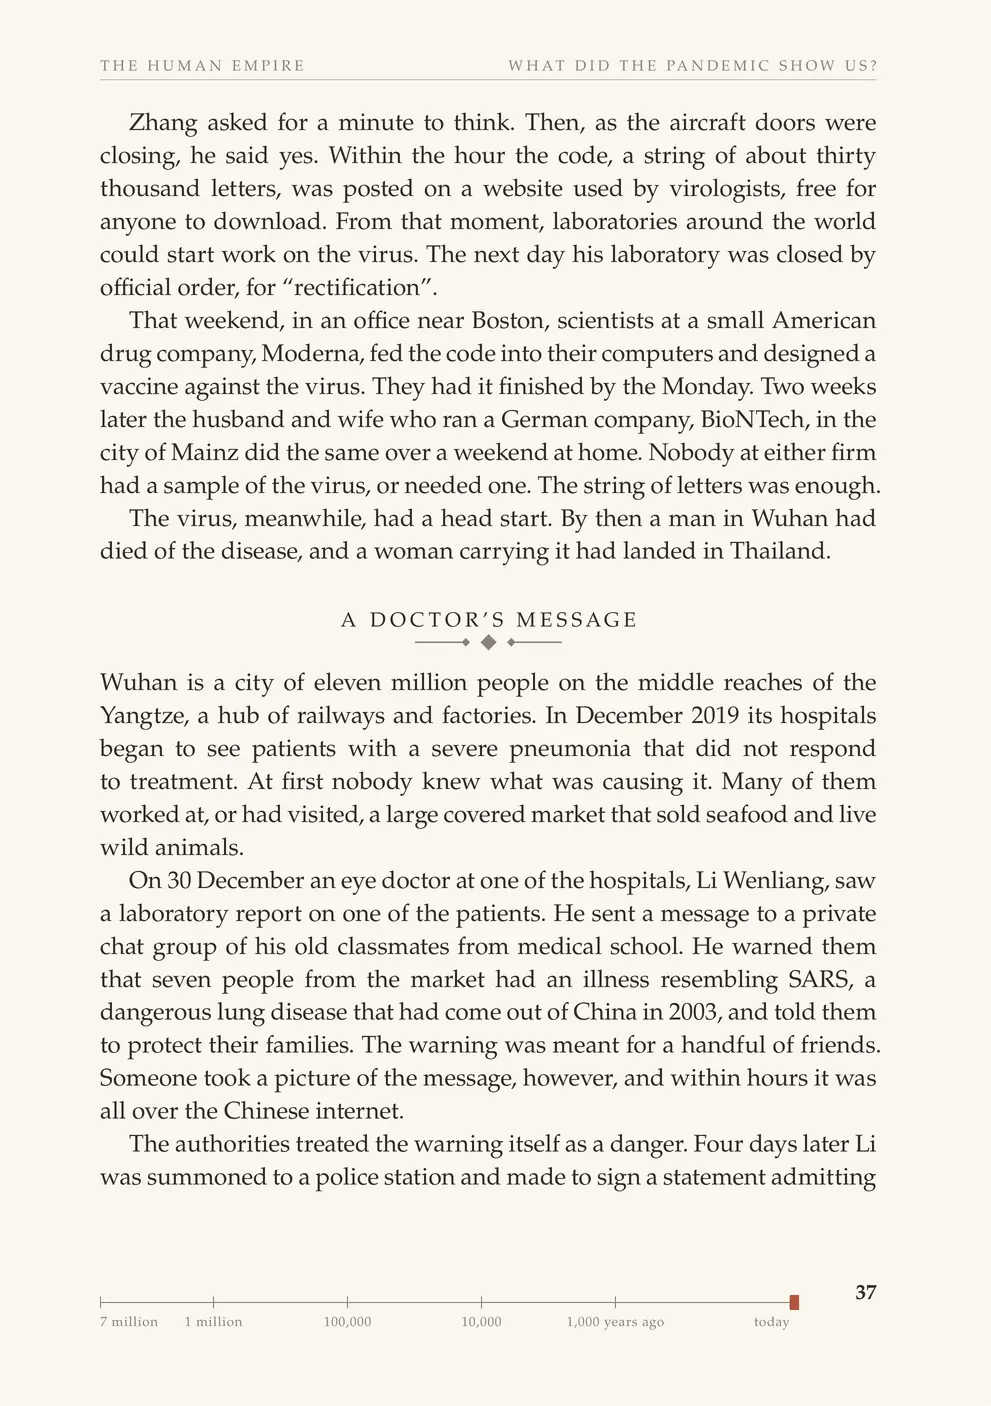 THE HUMAN EMPIRE
WHAT DID THE PANDEMIC SHOW US?
Zhang asked for a minute to think. Then, as the aircraft doors were
closing, he said yes. Within the hour the code, a string of about thirty
thousand letters, was posted on a website used by virologists, free for
anyone to download. From that moment, laboratories around the world
could start work on the virus. The next day his laboratory was closed by
official order, for “rectification”.
That weekend, in an office near Boston, scientists at a small American
drug company, Moderna, fed the code into their computers and designed a
vaccine against the virus. They had it finished by the Monday. Two weeks
later the husband and wife who ran a German company, BioNTech, in the
city of Mainz did the same over a weekend at home. Nobody at either firm
had a sample of the virus, or needed one. The string of letters was enough.
The virus, meanwhile, had a head start. By then a man in Wuhan had
died of the disease, and a woman carrying it had landed in Thailand.
A DOCTOR’S MESSAGE
Wuhan is a city of eleven million people on the middle reaches of the
Yangtze, a hub of railways and factories. In December 2019 its hospitals
began to see patients with a severe pneumonia that did not respond
to treatment. At first nobody knew what was causing it. Many of them
worked at, or had visited, a large covered market that sold seafood and live
wild animals.
On 30 December an eye doctor at one of the hospitals, Li Wenliang, saw
a laboratory report on one of the patients. He sent a message to a private
chat group of his old classmates from medical school. He warned them
that seven people from the market had an illness resembling SARS, a
dangerous lung disease that had come out of China in 2003, and told them
to protect their families. The warning was meant for a handful of friends.
Someone took a picture of the message, however, and within hours it was
all over the Chinese internet.
The authorities treated the warning itself as a danger. Four days later Li
was summoned to a police station and made to sign a statement admitting
37
7 million
1 million
100,000
10,000
1,000 years ago
today